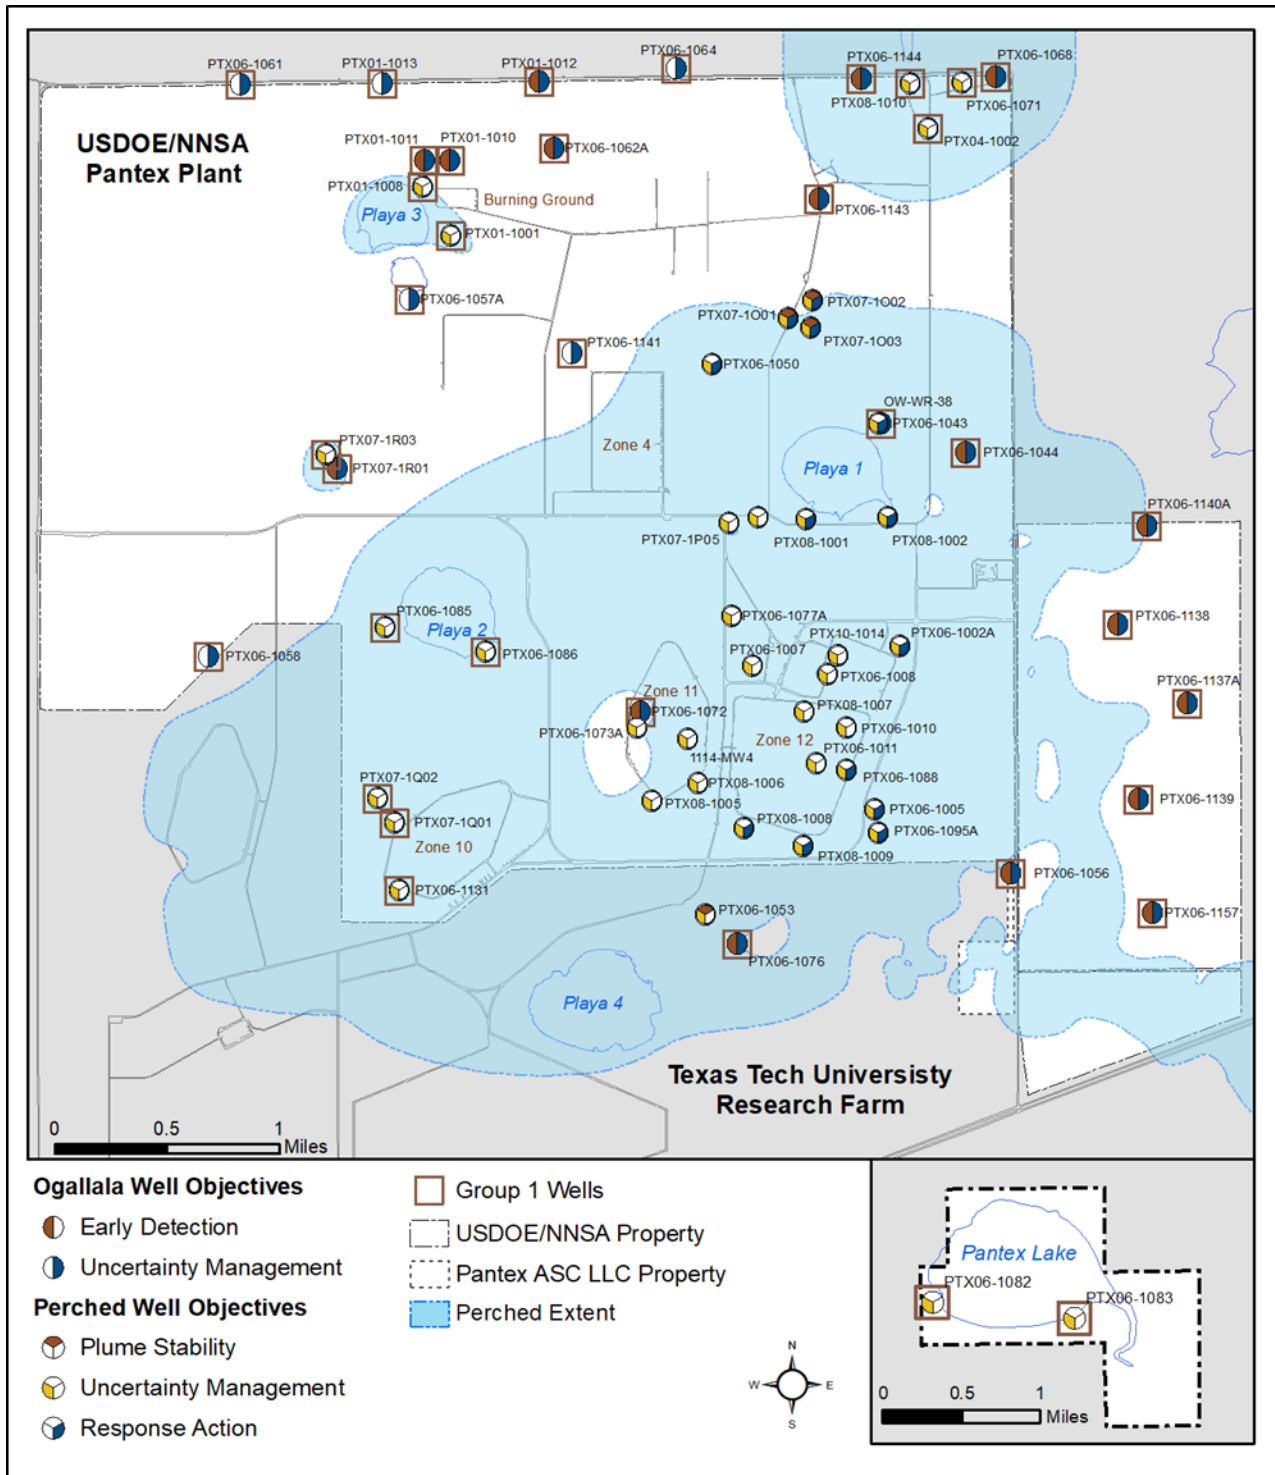 PTX06-1061
PTX01-1013
PTX01-1012
PTX06-1064
PTX06-1144
PTX06-1068
PTX08-1010
PTX06-1071
PTX04-1002
USDOE/NNSA
Pantex Plant
PTX01-1011
PTX01-1010
PTX06-1062A
PTX01-1008
Burning Ground
Playa 3
PTX01-1001
PTX06-1143
PTX06-1057A
PTX07-1O02
PTX07-1O01
PTX07-1O03
PTX06-1141
PTX06-1050
OW-WR-38
PTX06-1043
PTX07-1R03
PTX07-1R01
Zone 4
Playa 1
PTX06-1044
PTX06-1140A
PTX07-1P05
PTX08-1001
PTX08-1002
PTX06-1085
Playa 2
PTX06-1086
PTX06-1058
PTX06-1077A
PTX10-1014
PTX06-1002A
PTX06-1007
PTX06-1008
PTX06-1138
PTX06-1137A
Zone 11
PTX06-1072
PTX06-1073A
PTX08-1007
PTX06-1010
Zone 12
PTX06-1011
1114-MW4
PTX06-1088
PTX08-1006
PTX08-1005
PTX06-1005
PTX06-1139
PTX07-1Q02
PTX07-1Q01
Zone 10
PTX08-1008
PTX06-1095A
PTX08-1009
PTX06-1056
PTX06-1131
PTX06-1053
PTX06-1157
PTX06-1076
Playa 4
Texas Tech Universisty
Research Farm
0 0.5 1
Miles
Ogallala Well Objectives
Early Detection
Uncertainty Management
Perched Well Objectives
Plume Stability
Uncertainty Management
Response Action
Group 1 Wells
USDOE/NNSA Property
Pantex ASC LLC Property
Perched Extent
N
W E
S
Pantex Lake
PTX06-1082
PTX06-1083
0 0.5 1
Miles